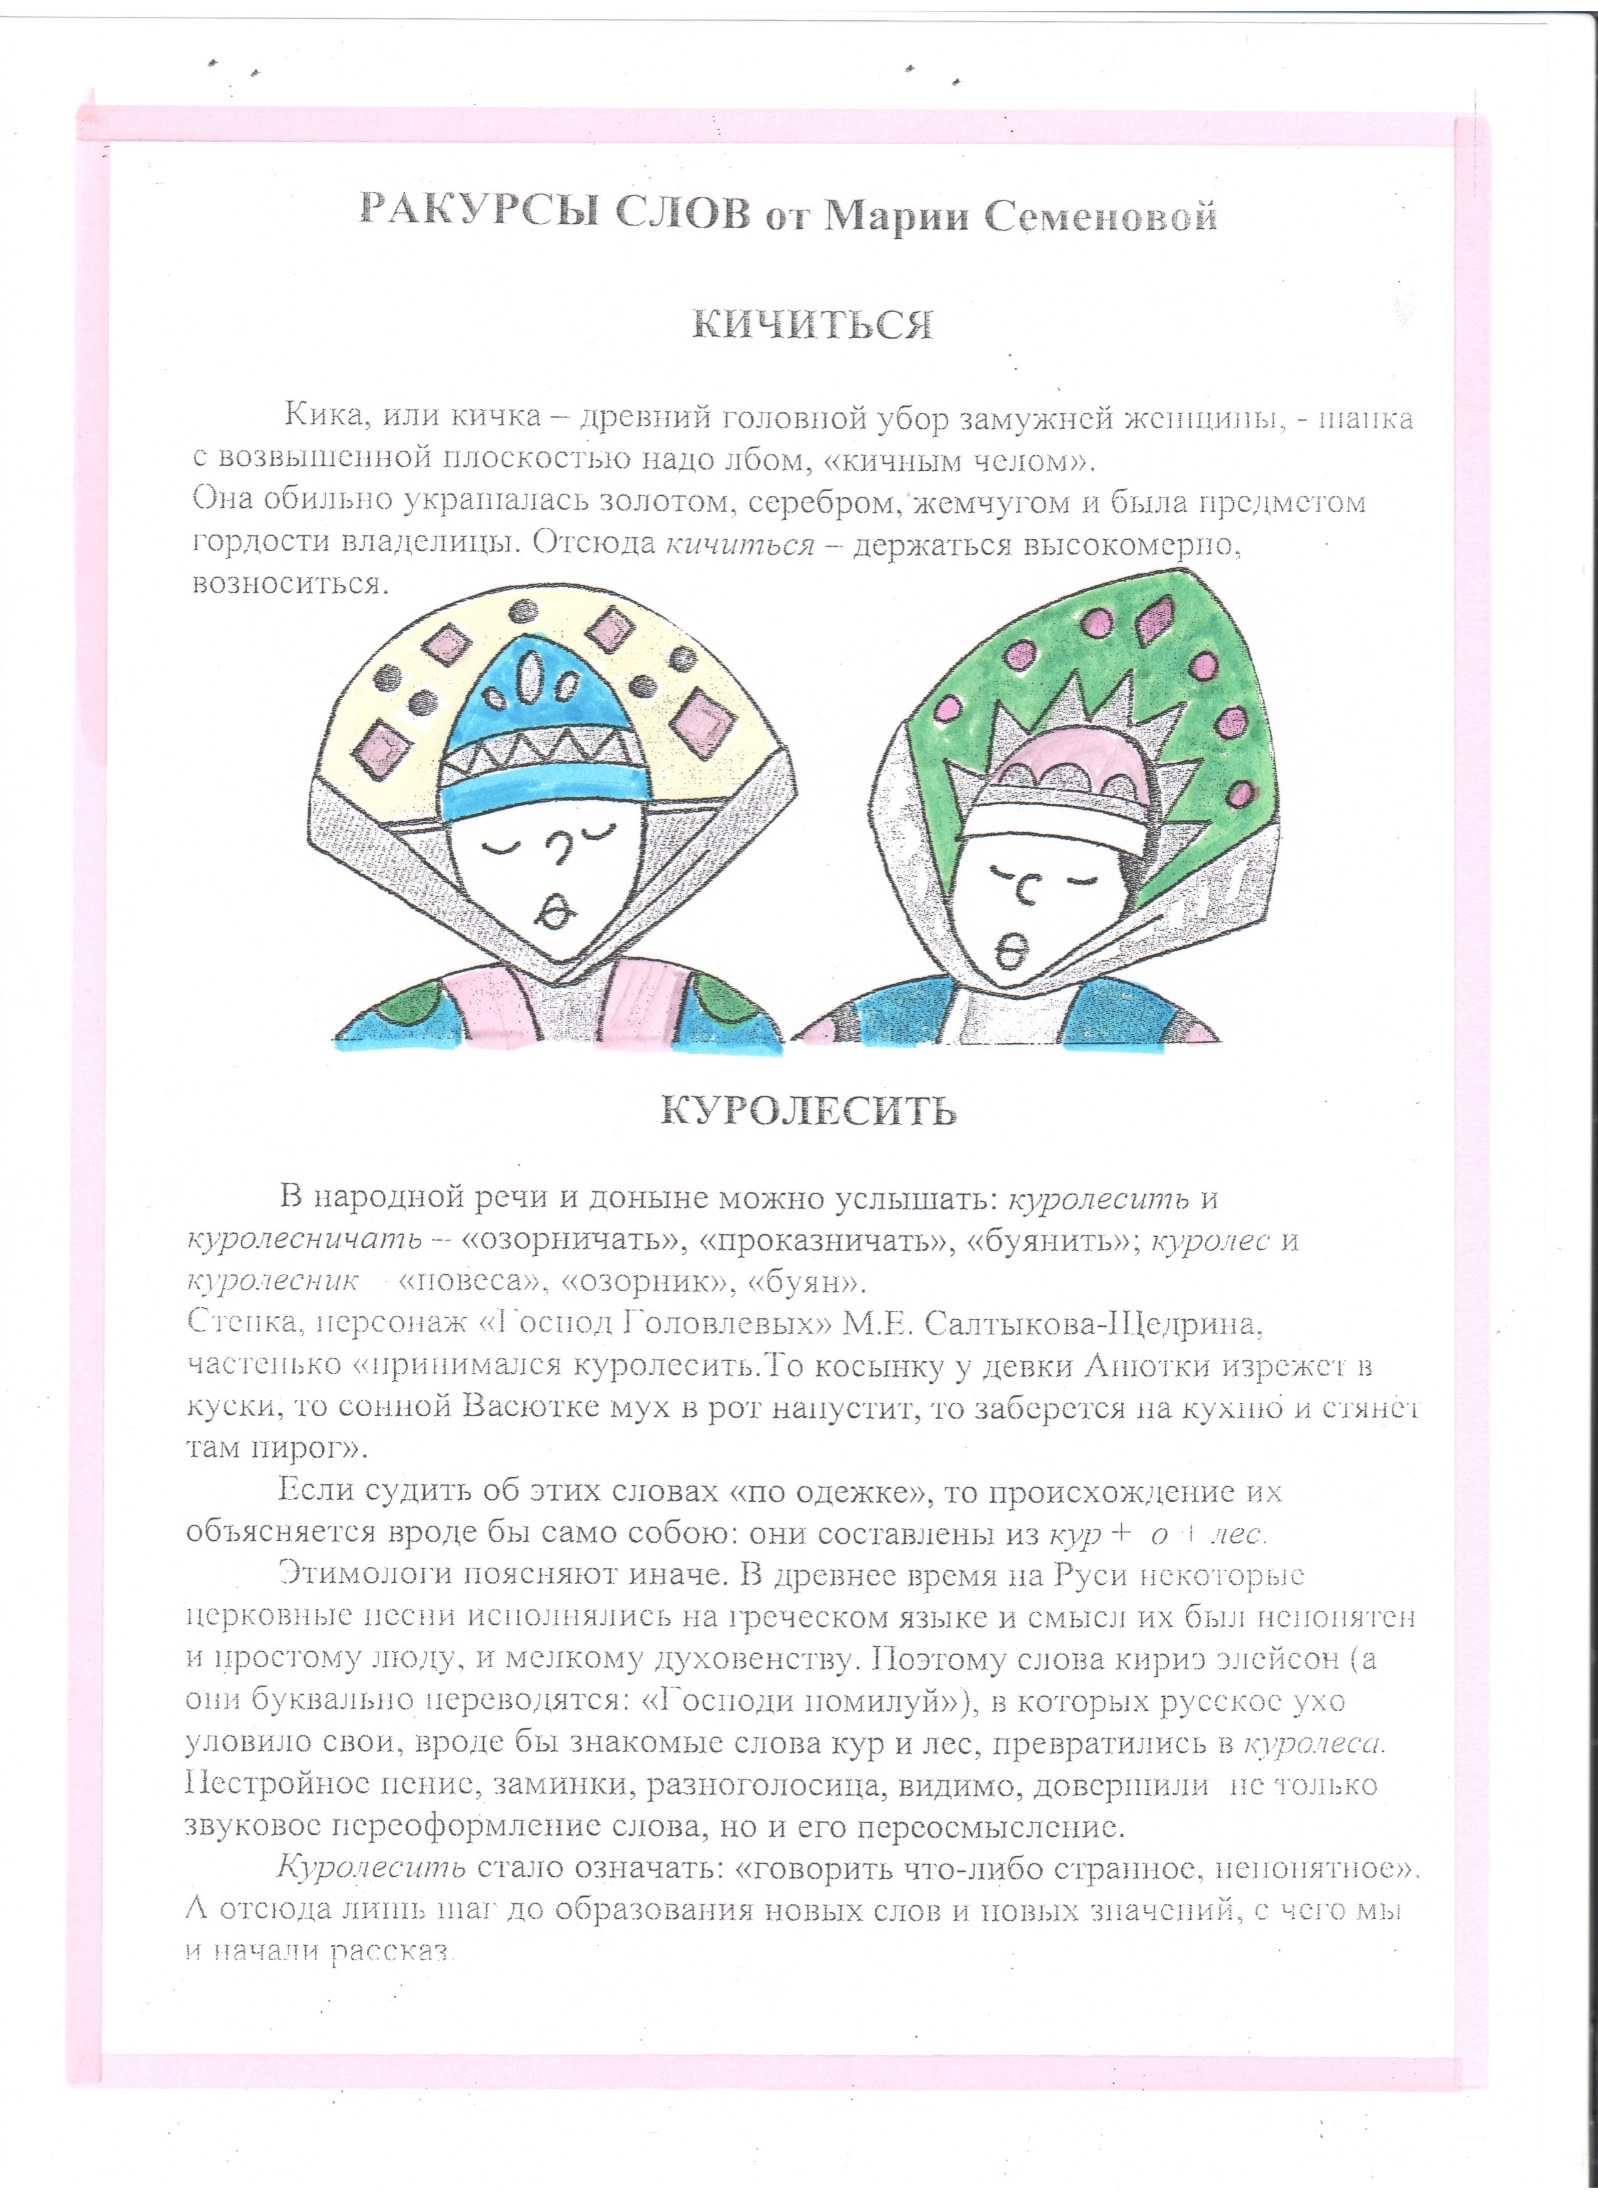 РАКУРСЫ СЛОВ от Марии Семеновой
КИЧИТЬСЯ
Кика, или кичка – древний головной убор замужней женщины, - шапка
с возвышенной плоскостью надо лбом, «кичным челом».
Она обильно украшалась золотом, серебром, жемчугом и была предметом
гордости владелицы. Отсюда кичиться – держаться высокомерно,
возноситься.
КУРОЛЕСИТЬ
В народной речи и доныне можно услышать: куролесить и
куролесничать – «озорничать», «проказничать», «буянить»; куролес и
куролесник - «повеса», «озорник», «буян».
Степка, персонаж «Господ Головлевых» М.Е. Салтыкова-Щедрина,
частенько «принимался куролесить.То косынку у девки Анютки изрежет в
куски, то сонной Васютке мух в рот напустит, то заберется на кухню и стянет
там пирог».
Если судить об этих словах «по одежке», то происхождение их
объясняется вроде бы само собою: они составлены из кур + о + лес.
Этимологи поясняют иначе. В древнее время на Руси некоторые
церковные песни исполнялись на греческом языке и смысл их был непонятен
и простому люду, и мелкому духовенству. Поэтому слова кириэ элейсон (а
они буквально переводятся: «Господи помилуй»), в которых русское ухо
уловило свои, вроде бы знакомые слова кур и лес, превратились в куролеса.
Нестройное пение, заминки, разноголосица, видимо, довершили не только
звуковое переоформление слова, но и его переосмысление.
Куролесить стало означать: «говорить что-либо странное, непонятное».
А отсюда лишь шаг до образования новых слов и новых значений, с чего мы
и начали рассказ.